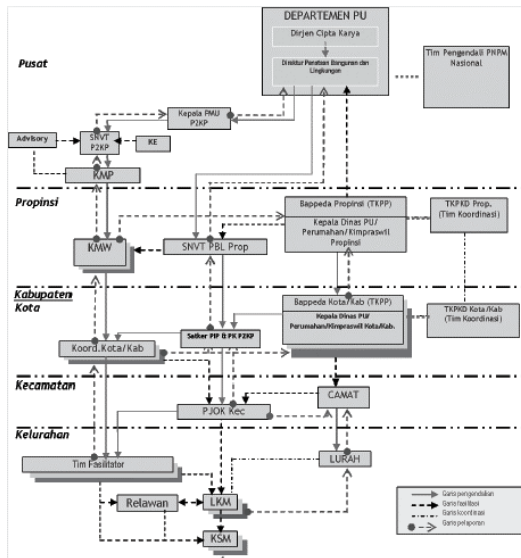 DEPARTEMEN PU
Dirjen Cipta Karya
Direktur Penataan Bangunan dan
Lingkungan
Tim Pengendali PNPM
Nasional
Pusat
Kepala PMU
P2KP
Advisory
SNVT
P2KP
KE
KMP
Propinsi
KMW
SNVT PBL Prop
Bappeda Propinsi (TKPP)
Kepala Dinas PU/
Perumahan/Kimpraswil
Propinsi
TKPKD Prop.
(Tim Koordinasi)
Kabupaten
Kota
Bappeda Kota/Kab (TKPP)
Kepala Dinas PU/
Perumahan/Kimpraswil Kota/Kab.
TKPKD Kota/Kab
(Tim Koordinasi)
Koord.Kota/Kab
Satker PIP & PK P2KP
Kecamatan
CAMAT
PJOK Kec
Kelurahan
Tim Fasilitator
LURAH
Relawan
LKM
KSM
Garis pengendalian
Garis fasilitasi
Garis koordinasi
Garis pelaporan